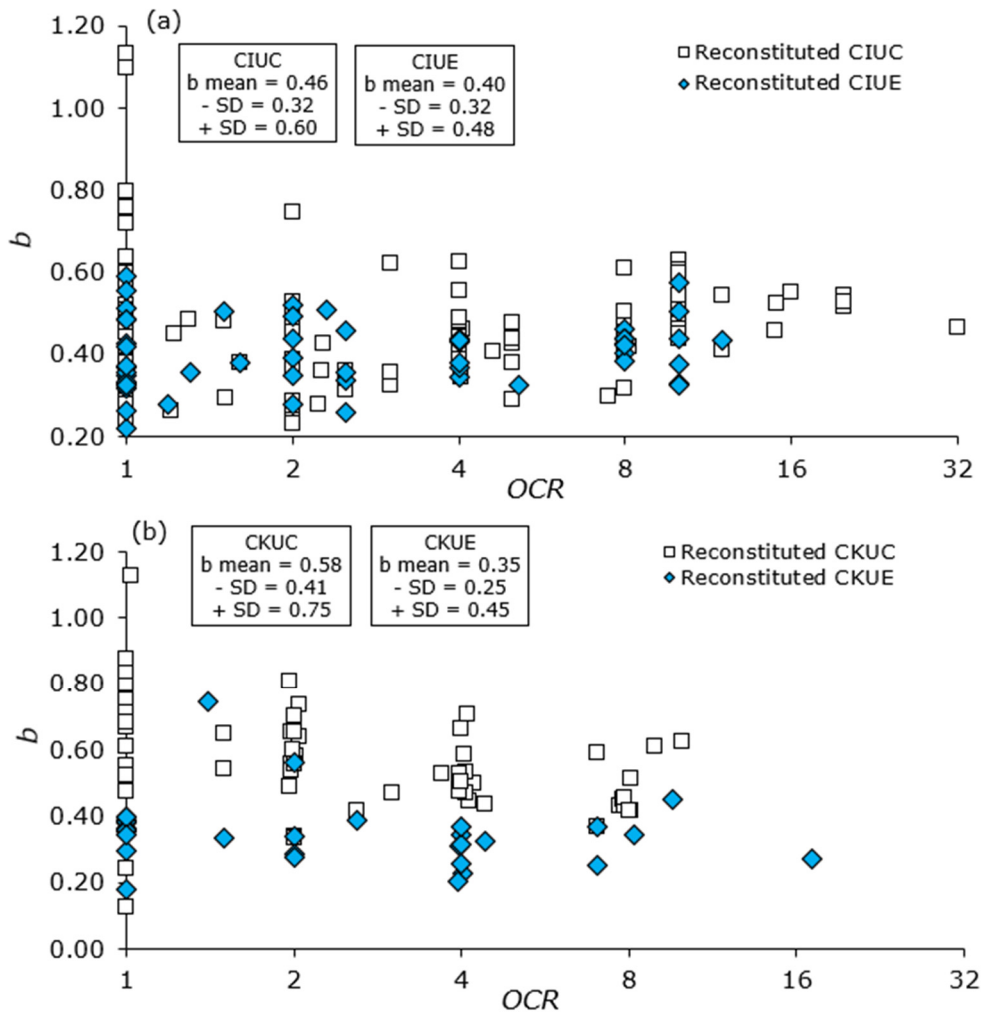 (a)
1.20
1.00
0.80
0.60
0.40
0.20
b
CIUC
b mean = 0.46
- SD = 0.32
+ SD = 0.60
CIUE
b mean = 0.40
- SD = 0.32
+ SD = 0.48
Reconstituted CIUC
Reconstituted CIUE
1 2 4 8 16 32
OCR
(b)
1.20
1.00
0.80
0.60
0.40
0.20
0.00
b
CKUC
b mean = 0.58
- SD = 0.41
+ SD = 0.75
CKUE
b mean = 0.35
- SD = 0.25
+ SD = 0.45
Reconstituted CKUC
Reconstituted CKUE
1 2 4 8 16 32
OCR